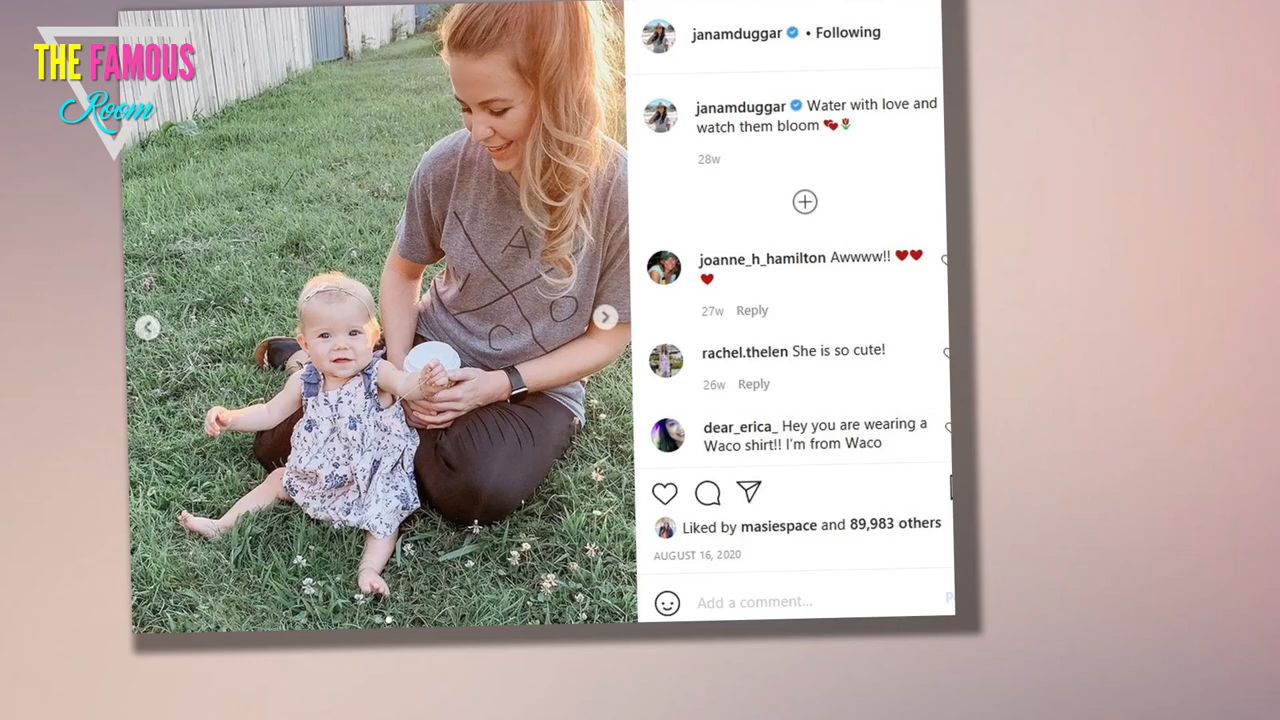 THE FAMOUS
Room
A
W
C O
janamduggar • Following
janamduggar Water with love and
watch them bloom
28w
joanne_h_hamilton Awwww!!
27w Reply
rachel.thelen She is so cute!
26w Reply
dear_erica_ Hey you are wearing a
Waco shirt!! I'm from Waco
Liked by masiespace and 89,983 others
AUGUST 16, 2020
Add a comment...